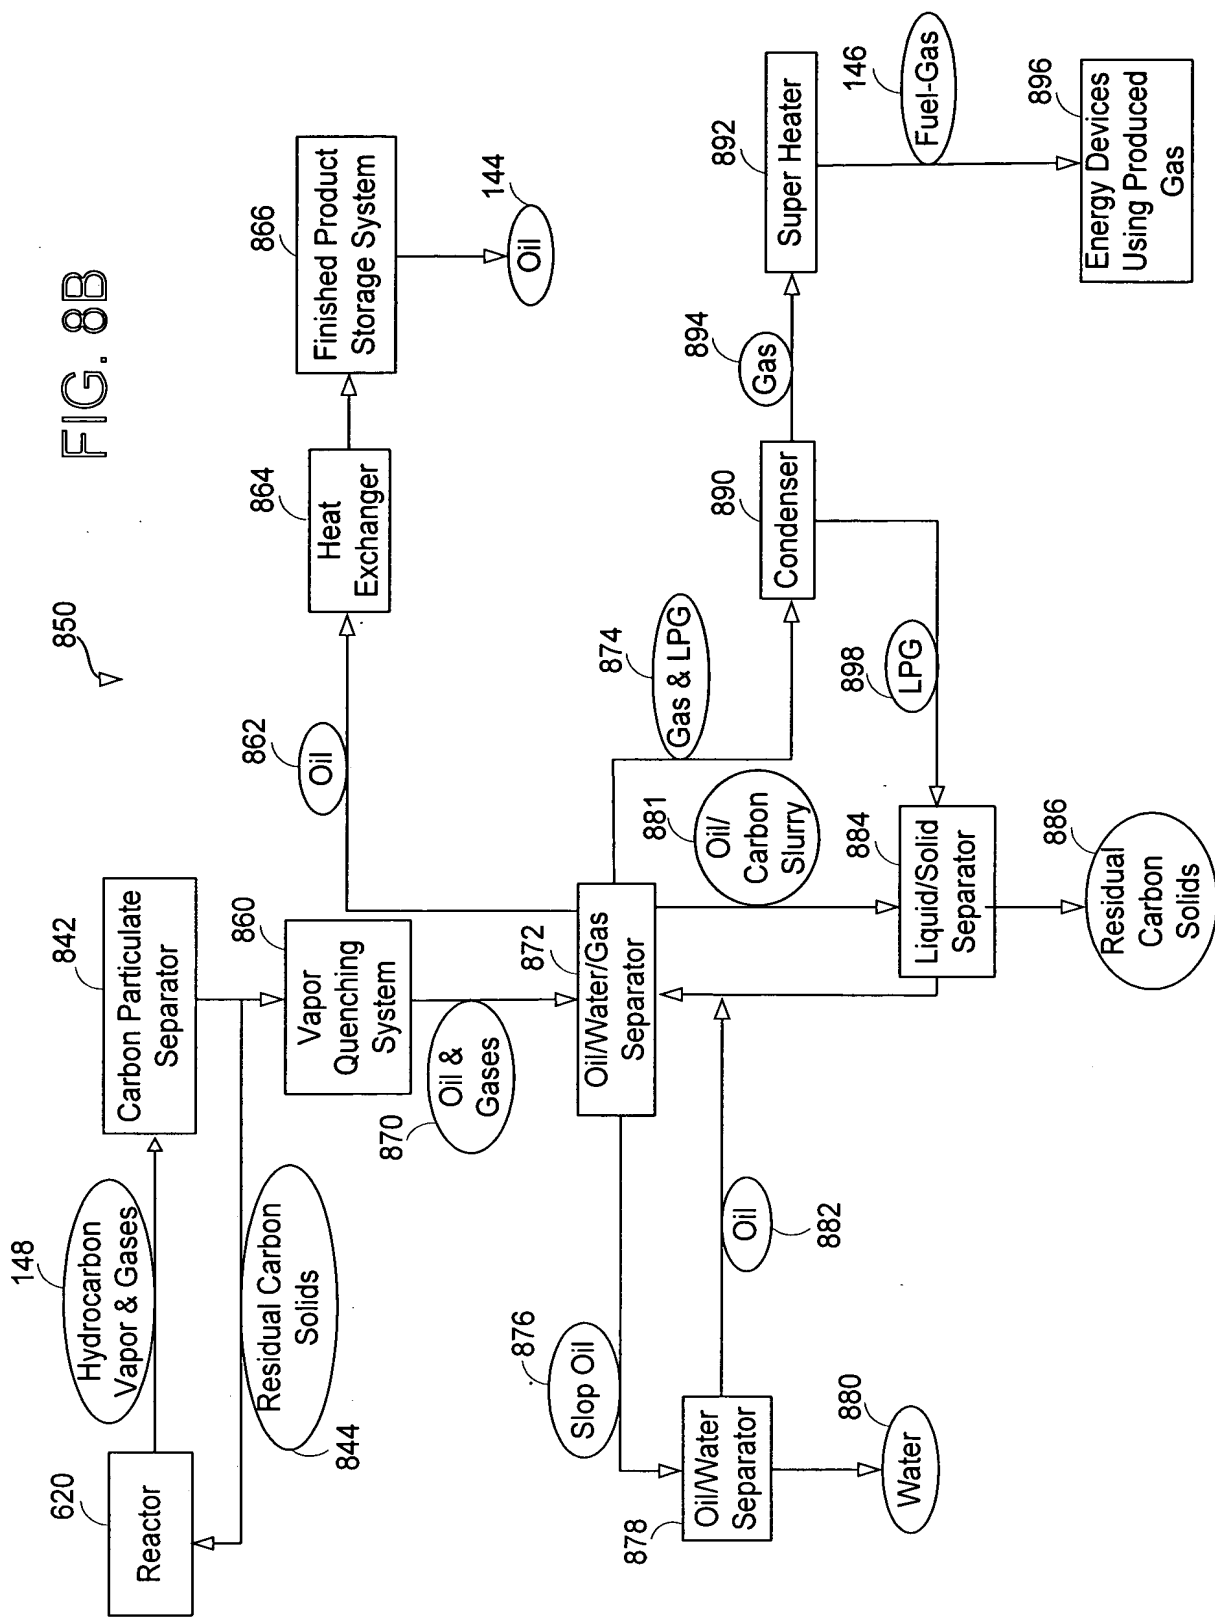 FIG. 8B
850
620
Reactor
148
Hydrocarbon
Vapor & Gases
Residual Carbon
Solids
844
842
Carbon Particulate
Separator
860
Vapor
Quenching
System
870
Oil &
Gases
862
Oil
864
Heat
Exchanger
866
Finished Product
Storage System
144
Oil
872
Oil/Water/Gas
Separator
876
Slop Oil
878
Oil/Water
Separator
880
Water
Oil
882
874
Gas & LPG
881
Oil/
Carbon
Slurry
884
Liquid/Solid
Separator
886
Residual
Carbon
Solids
890
Condenser
898
LPG
894
Gas
892
Super Heater
146
Fuel-Gas
896
Energy Devices
Using Produced
Gas